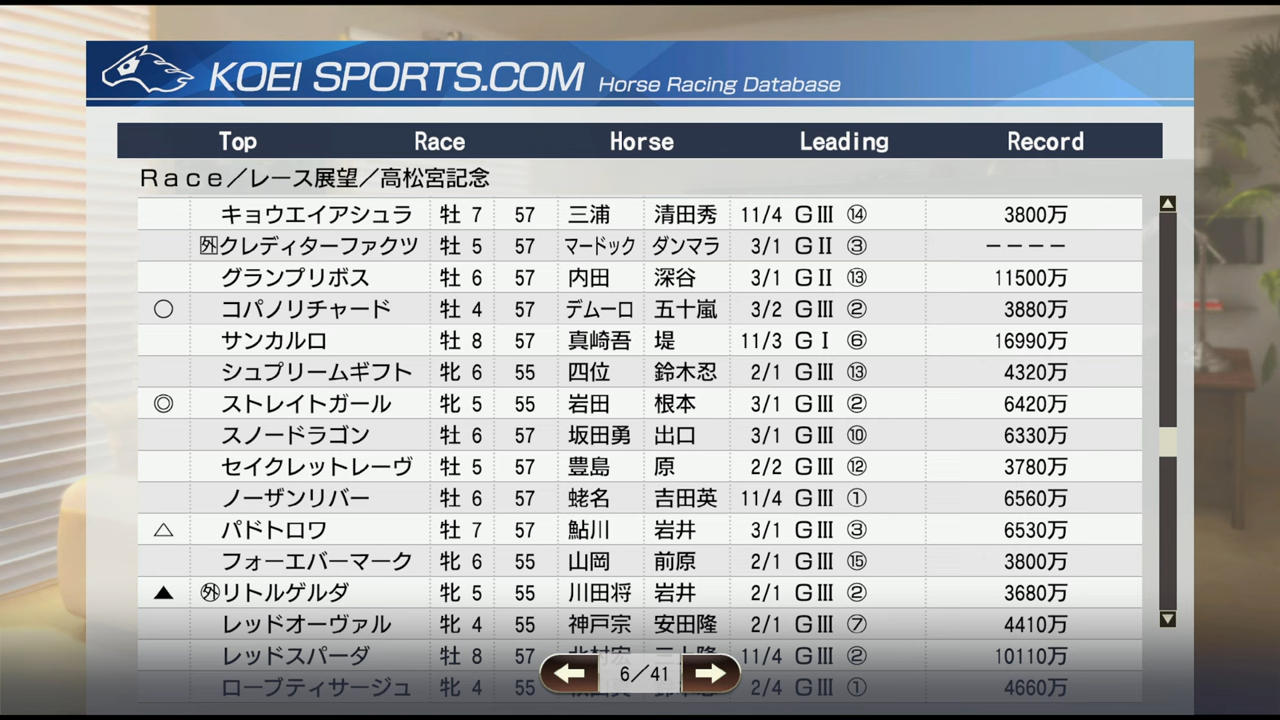 KOEI SPORTS.COM Horse Racing Database
Top Race Horse Leading Record
Ｒａｃｅ／レース展望／高松宮記念
キョウエイアシュラ 牡 7 57 三浦 清田秀 11/4 GⅢ ⑭ 3800万
外クレディターファクツ 牡 5 57 マードック ダンマラ 3/1 GⅡ ③ ----
グランプリボス 牡 6 57 内田 深谷 3/1 GⅡ ⑬ 11500万
○ コパノリチャード 牡 4 57 デムーロ 五十嵐 3/2 GⅢ ② 3880万
サンカルロ 牡 8 57 真崎吾 堤 11/3 GⅠ ⑥ 16990万
シュプリームギフト 牝 6 55 四位 鈴木忍 2/1 GⅢ ⑬ 4320万
◎ ストレイトガール 牝 5 55 岩田 根本 3/1 GⅢ ② 6420万
スノードラゴン 牡 6 57 坂田勇 出口 3/1 GⅢ ⑩ 6330万
セイクレットレーヴ 牡 5 57 豊島 原 2/2 GⅢ ⑫ 3780万
ノーザンリバー 牡 6 57 蛯名 吉田英 11/4 GⅢ ① 6560万
△ パドトロワ 牡 7 57 鮎川 岩井 3/1 GⅢ ③ 6530万
フォーエバーマーク 牝 6 55 山岡 前原 2/1 GⅢ ⑮ 3800万
▲ 外リトルゲルダ 牝 5 55 川田将 岩井 2/1 GⅢ ② 3680万
レッドオーヴァル 牝 4 55 神戸宗 安田隆 2/1 GⅢ ⑦ 4410万
レッドスパーダ 牡 8 57 11/4 GⅢ ② 10110万
ローブティサージュ 牝 4 55 2/4 GⅢ ① 4660万
6/41